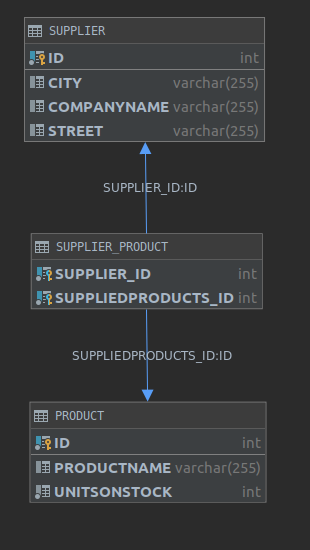 SUPPLIER
ID int
CITY varchar(255)
COMPANYNAME varchar(255)
STREET varchar(255)
SUPPLIER_ID:ID
SUPPLIER_PRODUCT
SUPPLIER_ID int
SUPPLIEDPRODUCTS_ID int
SUPPLIEDPRODUCTS_ID:ID
PRODUCT
ID int
PRODUCTNAME varchar(255)
UNITSONSTOCK int